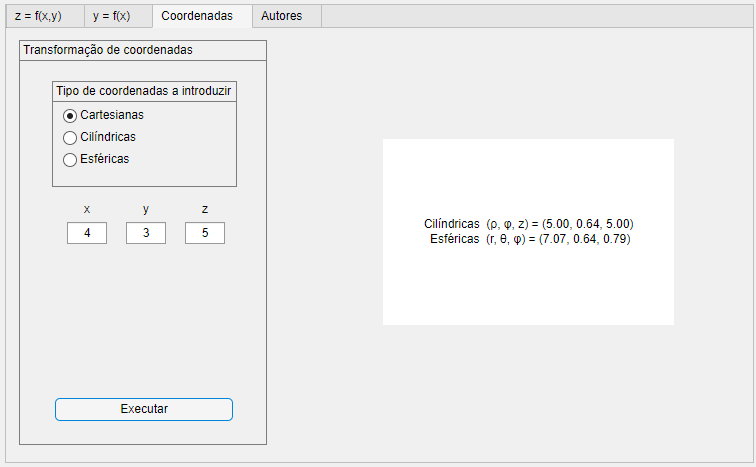 z = f(x,y) y = f(x) Coordenadas Autores
Transformação de coordenadas
Tipo de coordenadas a introduzir
Cartesianas
Cilíndricas
Esféricas
x y z
4 3 5
Executar
Cilíndricas (ρ, φ, z) = (5.00, 0.64, 5.00)
Esféricas (r, θ, φ) = (7.07, 0.64, 0.79)